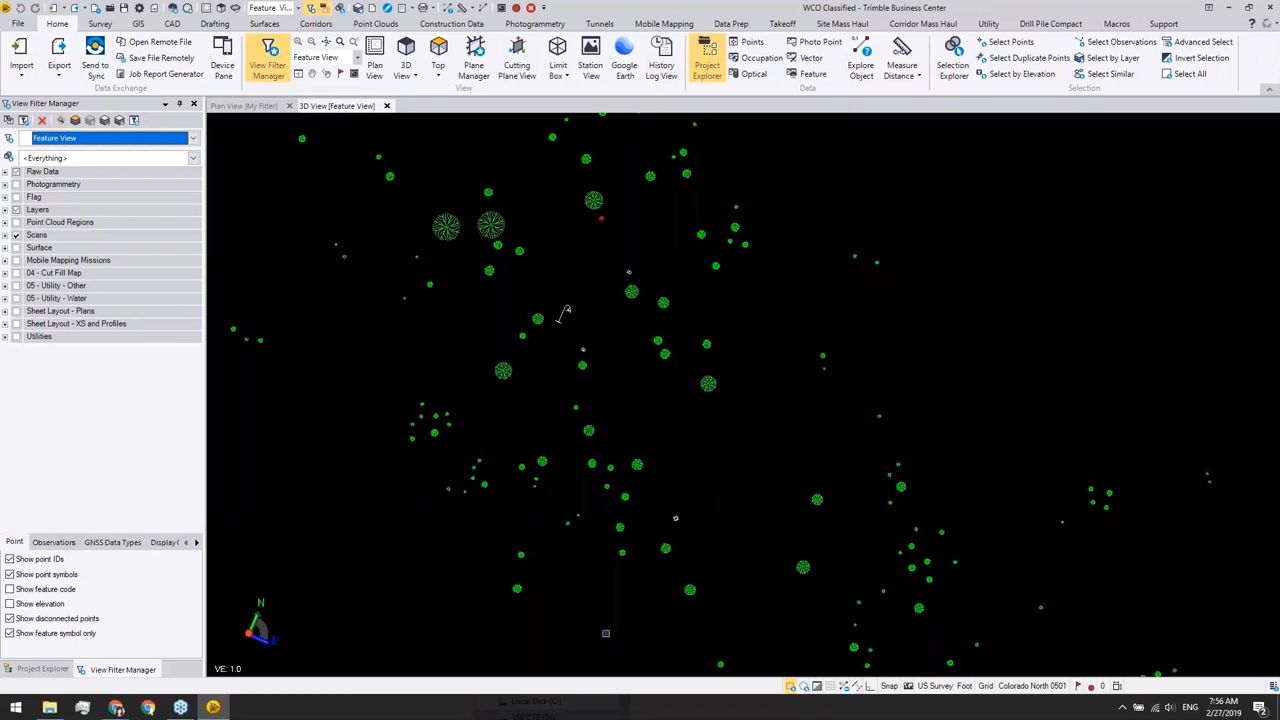 Feature Vi...
WCO Classified - Trimble Business Center
File Home Survey GIS CAD Drafting Surfaces Corridors Point Clouds Construction Data Photogrammetry Tunnels Mobile Mapping Data Prep Takeoff Site Mass Haul Corridor Mass Haul Utility Drill Pile Compact Macros Support
Import
Export
Send to Sync
Open Remote File
Save File Remotely
Job Report Generator
Device Pane
Data Exchange
View Filter Manager
Feature View
Plan View
3D View
Top
Plane Manager
Cutting Plane View
Limit Box
Station View
Google Earth
History Log View
View
Project Explorer
Points
Occupation
Optical
Photo Point
Vector
Feature
Explore Object
Measure Distance
Data
Selection Explorer
Select Points
Select Duplicate Points
Select by Elevation
Select Observations
Select by Layer
Select Similar
Advanced Select
Invert Selection
Select All
Selection
View Filter Manager
Plan View [My Filter]
3D View [Feature View]
Feature View
<Everything>
Raw Data
Photogrammetry
Flag
Layers
Point Cloud Regions
Scans
Surface
Mobile Mapping Missions
04 - Cut Fill Map
05 - Utility - Other
05 - Utility - Water
Sheet Layout - Plans
Sheet Layout - XS and Profiles
Utilities
Point Observations GNSS Data Types Display
Show point IDs
Show point symbols
Show feature code
Show elevation
Show disconnected points
Show feature symbol only
N
E
VE: 1.0
Project Explorer
View Filter Manager
Snap US Survey Foot Grid Colorado North 0501 0
Local Disk (C:)
ENG
7:56 AM
2/27/2019
2